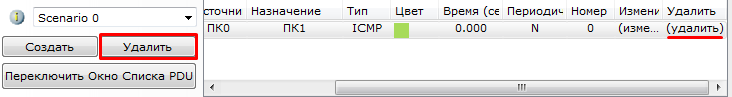 Scenario 0
Создать Удалить
Переключить Окно Списка PDU
сточни Назначение Тип Цвет Время (се Периодич Номер Измени Удалить
ПК0 ПК1 ICMP 0.000 N 0 (изме... (удалить)